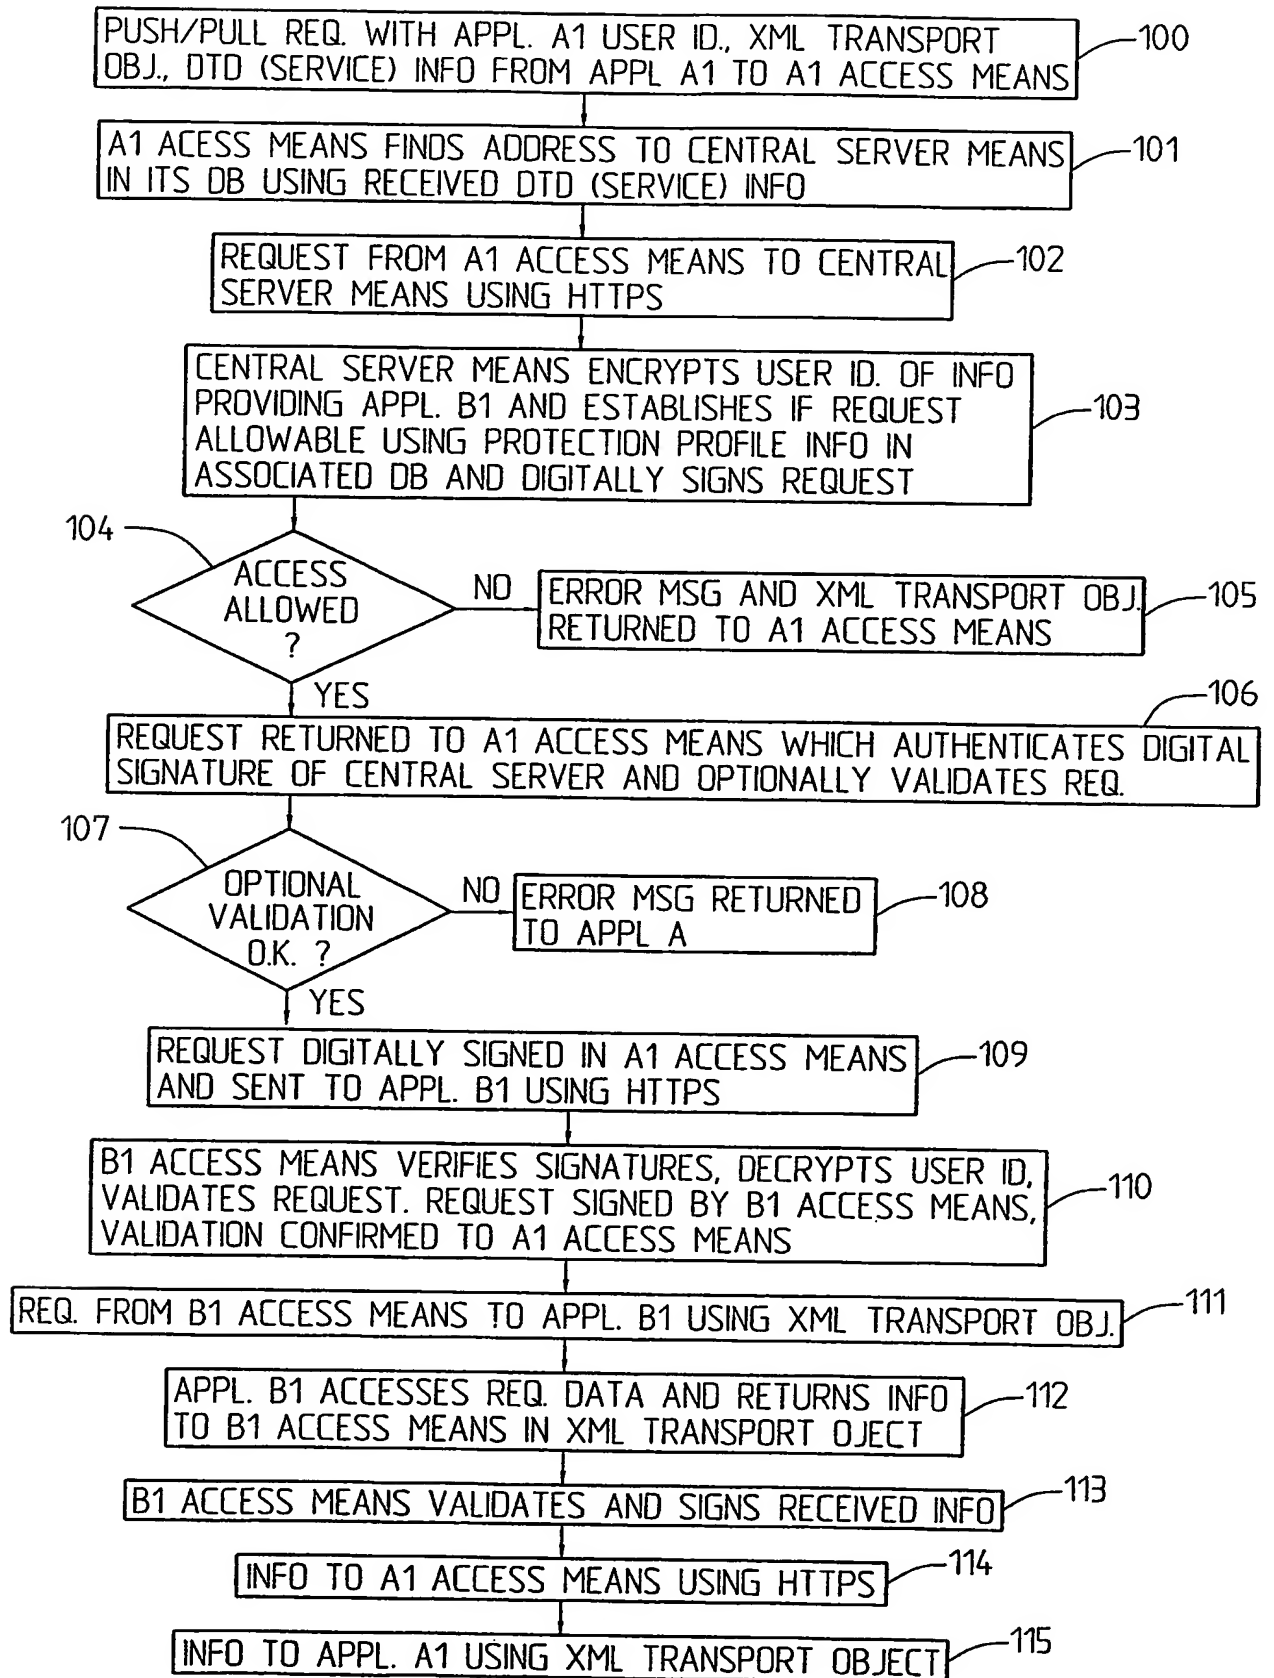 PUSH/PULL REQ. WITH APPL. A1 USER ID., XML TRANSPORT
OBJ., DTD (SERVICE) INFO FROM APPL A1 TO A1 ACCESS MEANS
100
A1 ACESS MEANS FINDS ADDRESS TO CENTRAL SERVER MEANS
IN ITS DB USING RECEIVED DTD (SERVICE) INFO
101
REQUEST FROM A1 ACCESS MEANS TO CENTRAL
SERVER MEANS USING HTTPS
102
CENTRAL SERVER MEANS ENCRYPTS USER ID. OF INFO
PROVIDING APPL. B1 AND ESTABLISHES IF REQUEST
ALLOWABLE USING PROTECTION PROFILE INFO IN
ASSOCIATED DB AND DIGITALLY SIGNS REQUEST
103
104
ACCESS
ALLOWED
?
NO
ERROR MSG AND XML TRANSPORT OBJ.
RETURNED TO A1 ACCESS MEANS
105
YES
106
REQUEST RETURNED TO A1 ACCESS MEANS WHICH AUTHENTICATES DIGITAL
SIGNATURE OF CENTRAL SERVER AND OPTIONALLY VALIDATES REQ.
107
OPTIONAL
VALIDATION
O.K. ?
NO
ERROR MSG RETURNED
TO APPL A
108
YES
REQUEST DIGITALLY SIGNED IN A1 ACCESS MEANS
AND SENT TO APPL. B1 USING HTTPS
109
B1 ACCESS MEANS VERIFIES SIGNATURES, DECRYPTS USER ID,
VALIDATES REQUEST. REQUEST SIGNED BY B1 ACCESS MEANS,
VALIDATION CONFIRMED TO A1 ACCESS MEANS
110
REQ. FROM B1 ACCESS MEANS TO APPL. B1 USING XML TRANSPORT OBJ.
111
APPL. B1 ACCESSES REQ. DATA AND RETURNS INFO
TO B1 ACCESS MEANS IN XML TRANSPORT OJECT
112
B1 ACCESS MEANS VALIDATES AND SIGNS RECEIVED INFO
113
INFO TO A1 ACCESS MEANS USING HTTPS
114
INFO TO APPL. A1 USING XML TRANSPORT OBJECT
115